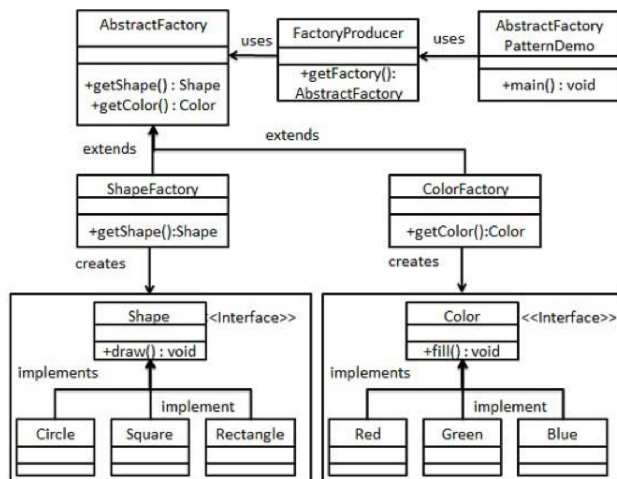 AbstractFactory
+getShape() : Shape
+getColor() : Color
uses
FactoryProducer
+getFactory():
AbstractFactory
uses
AbstractFactory
PatternDemo
+main() : void
extends
extends
ShapeFactory
+getShape():Shape
ColorFactory
+getColor():Color
creates
creates
Shape
<<Interface>>
+draw() : void
implements
implement
Circle
Square
Rectangle
Color
<<Interface>>
+fill() : void
implements
implement
Red
Green
Blue